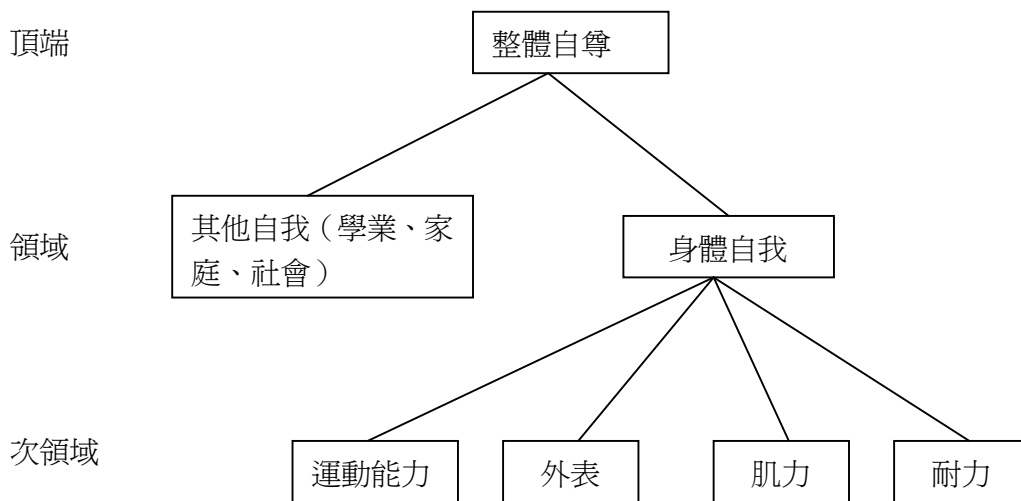 頂端
整體自尊
領域
其他自我（學業、家
庭、社會）
身體自我
次領域
運動能力
外表
肌力
耐力